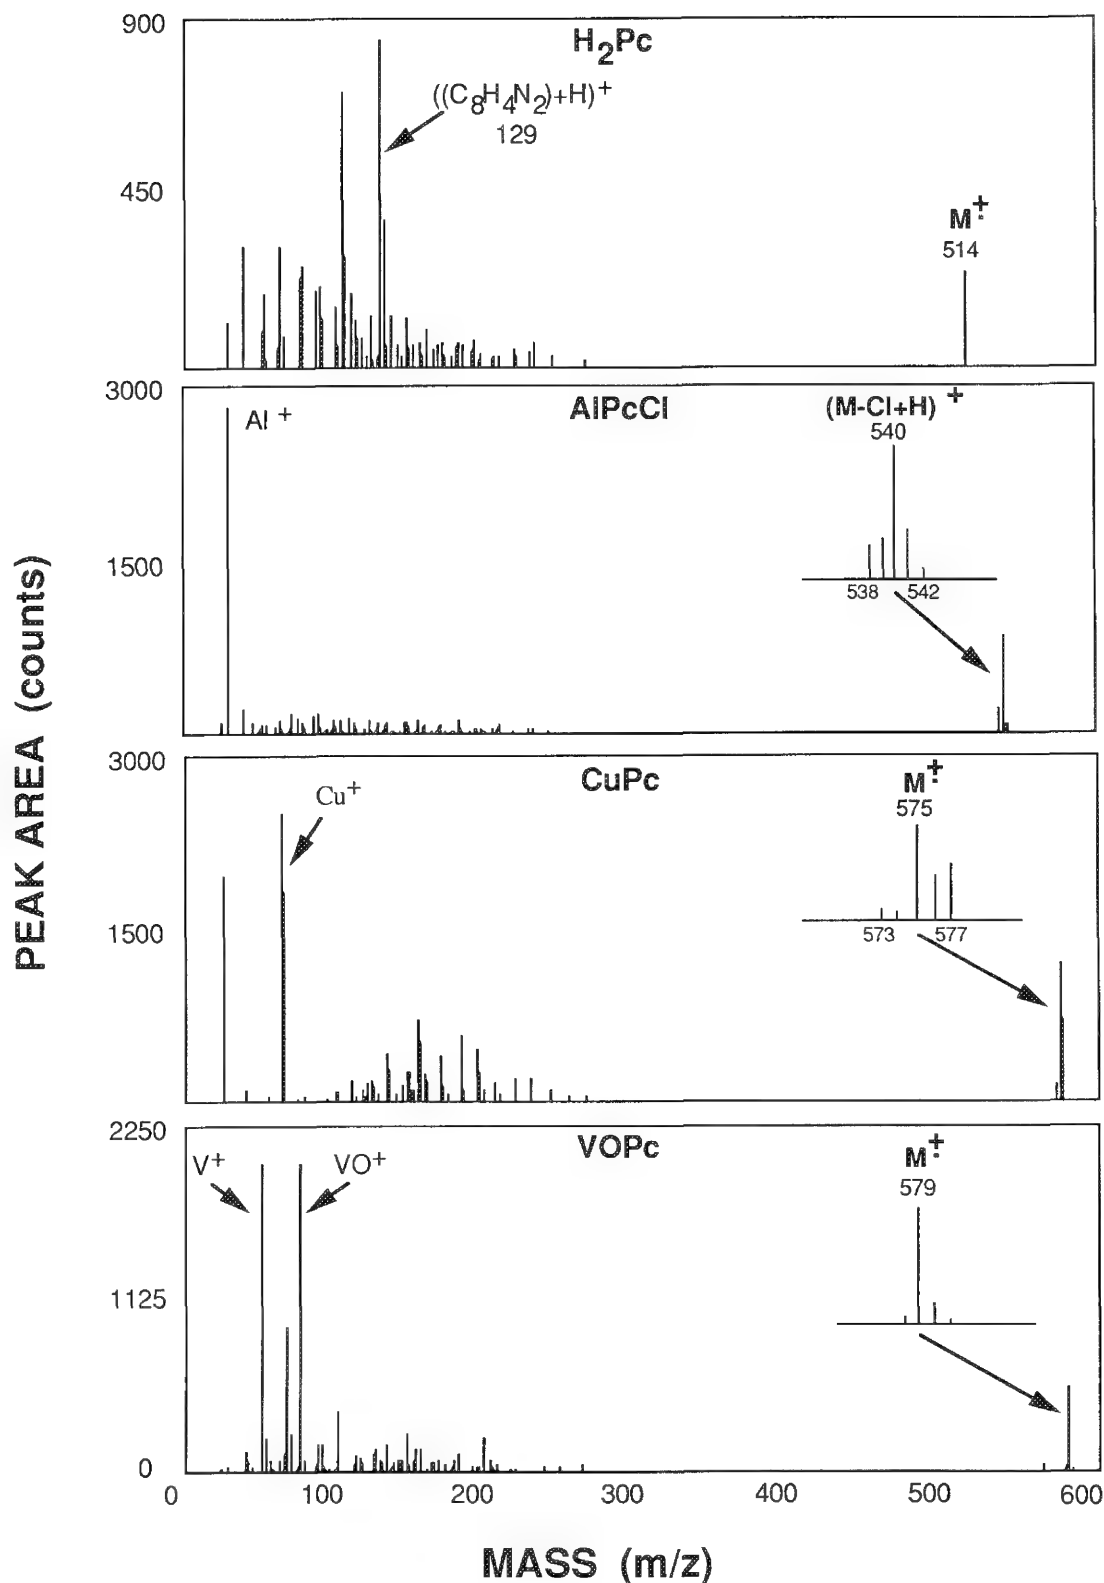 900
H2Pc
((C8H4N2)+H)+
129
450
M+.
514
3000
AlPcCl
Al +
(M-Cl+H) +
540
1500
538 542
3000
CuPc
Cu+
M+.
575
1500
573 577
2250
VOPc
V+ VO+
M+.
579
1125
0
0 100 200 300 400 500 600
MASS (m/z)
PEAK AREA (counts)